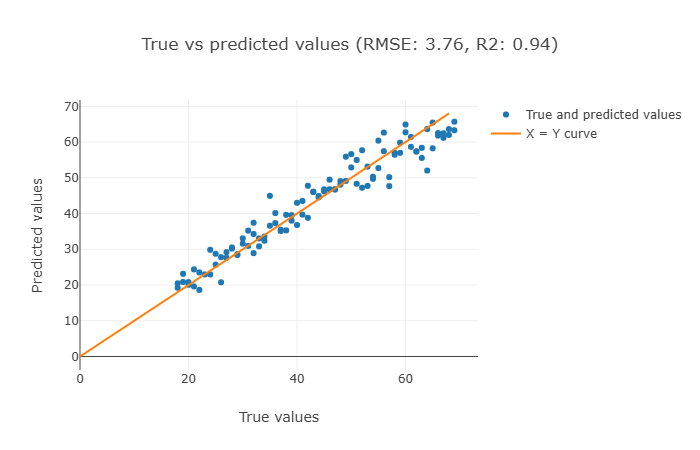 True vs predicted values (RMSE: 3.76, R2: 0.94)
True and predicted values
X = Y curve
Predicted values
70
60
50
40
30
20
10
0
0
20
40
60
True values